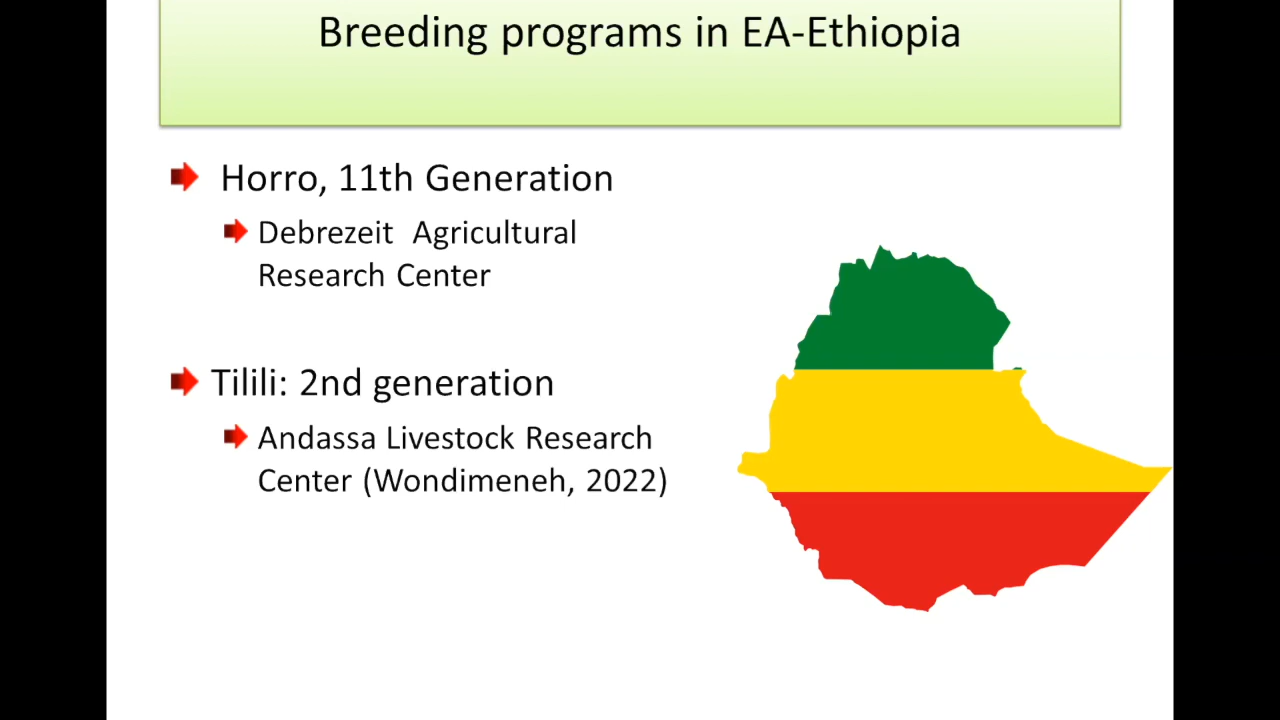 Breeding programs in EA-Ethiopia
Horro, 11th Generation
Debrezeit Agricultural
Research Center
Tilili: 2nd generation
Andassa Livestock Research
Center (Wondimeneh, 2022)